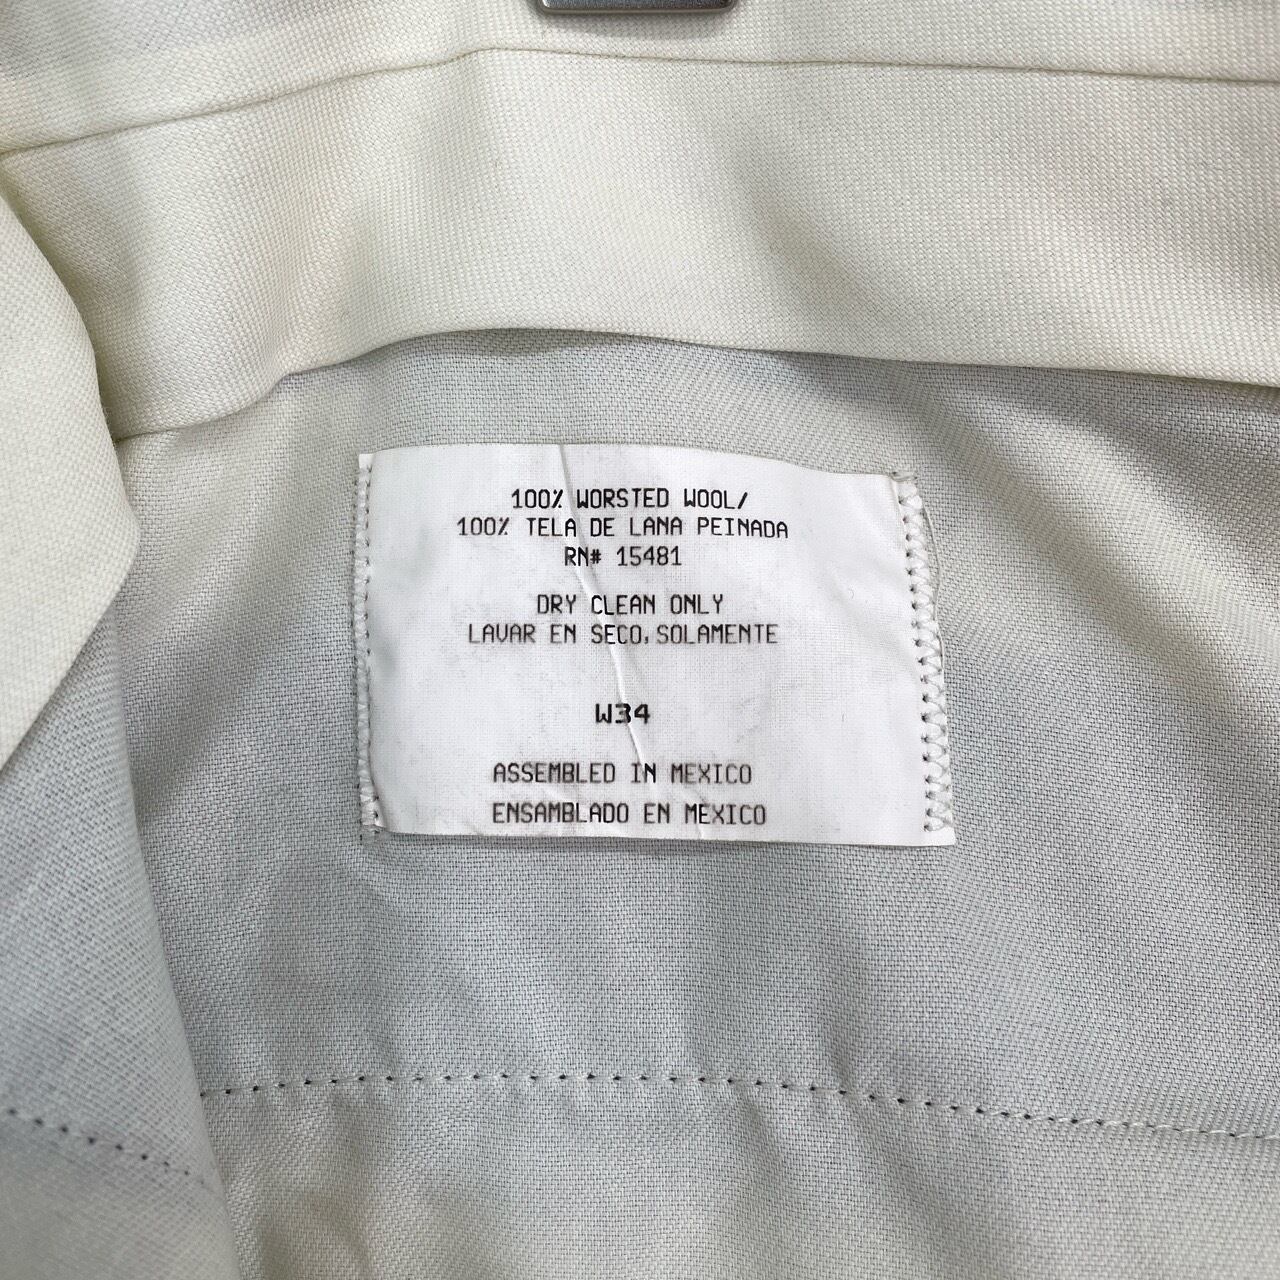 100% WORSTED WOOL/
100% TELA DE LANA PEINADA
RN# 15481
DRY CLEAN ONLY
LAVAR EN SECO, SOLAMENTE
W34
ASSEMBLED IN MEXICO
ENSAMBLADO EN MEXICO